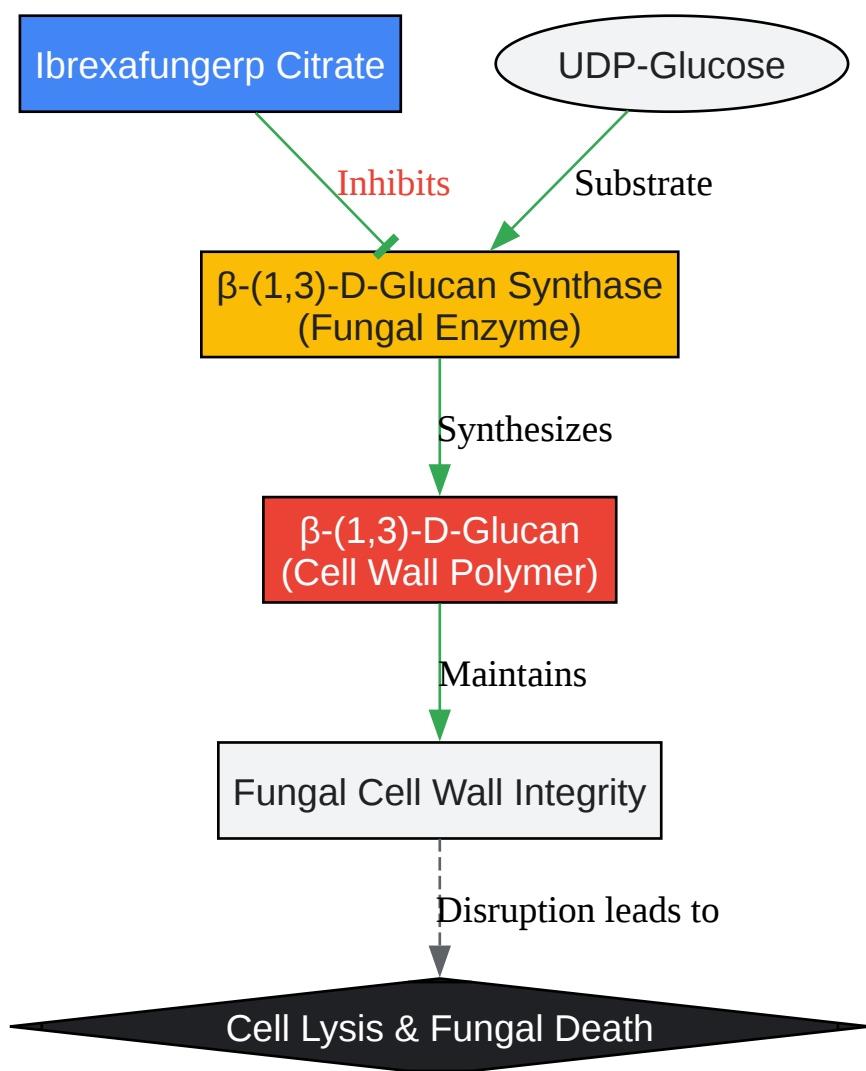 Ibrexafungerp Citrate
UDP-Glucose
Inhibits
Substrate
β-(1,3)-D-Glucan Synthase
(Fungal Enzyme)
Synthesizes
β-(1,3)-D-Glucan
(Cell Wall Polymer)
Maintains
Fungal Cell Wall Integrity
Disruption leads to
Cell Lysis & Fungal Death